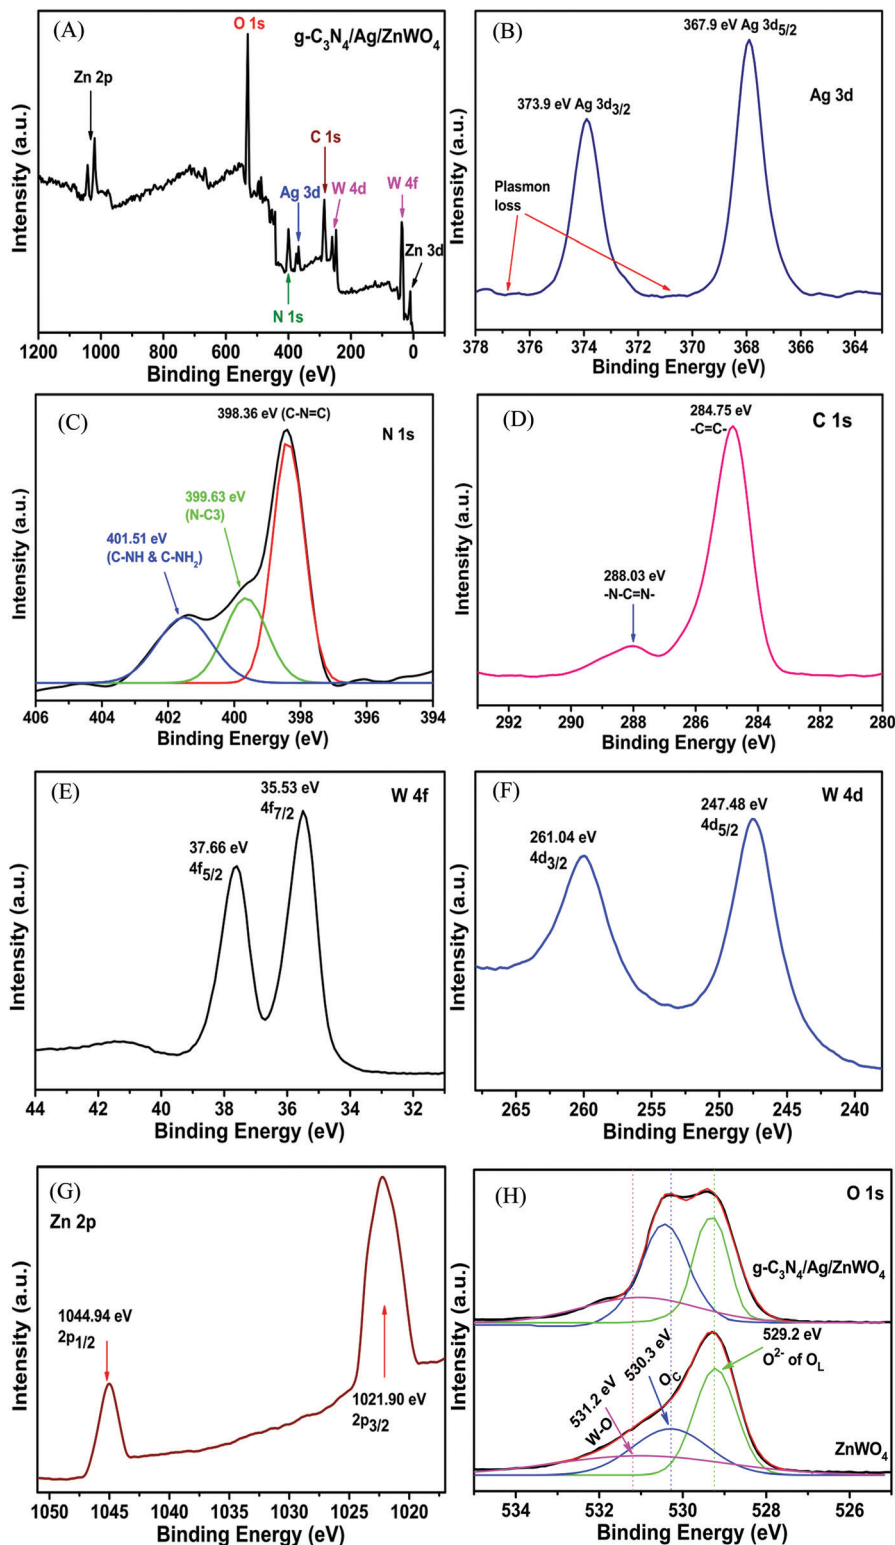 (A)
O 1s
g-C₃N₄/Ag/ZnWO₄
Zn 2p
C 1s
Ag 3d
W 4d
W 4f
Zn 3d
N 1s
Intensity (a.u.)
1200 1000 800 600 400 200 0
Binding Energy (eV)
(B)
367.9 eV Ag 3d5/2
Ag 3d
373.9 eV Ag 3d3/2
Plasmon
loss
Intensity (a.u.)
378 376 374 372 370 368 366 364
Binding Energy (eV)
(C)
398.36 eV (C-N=C)
N 1s
399.63 eV
(N-C3)
401.51 eV
(C-NH & C-NH₂)
Intensity (a.u.)
406 404 402 400 398 396 394
Binding Energy (eV)
(D)
284.75 eV
-C=C-
C 1s
288.03 eV
-N-C=N-
Intensity (a.u.)
292 290 288 286 284 282 280
Binding Energy (eV)
(E)
35.53 eV
4f7/2
W 4f
37.66 eV
4f5/2
Intensity (a.u.)
44 42 40 38 36 34 32
Binding Energy (eV)
(F)
247.48 eV
4d5/2
W 4d
261.04 eV
4d3/2
Intensity (a.u.)
265 260 255 250 245 240
Binding Energy (eV)
(G)
Zn 2p
1044.94 eV
2p1/2
1021.90 eV
2p3/2
Intensity (a.u.)
1050 1045 1040 1035 1030 1025 1020
Binding Energy (eV)
(H)
O 1s
g-C₃N₄/Ag/ZnWO₄
529.2 eV
O²⁻ of O_L
530.3 eV
O_C
531.2 eV
W-O
ZnWO₄
Intensity (a.u.)
534 532 530 528 526
Binding Energy (eV)